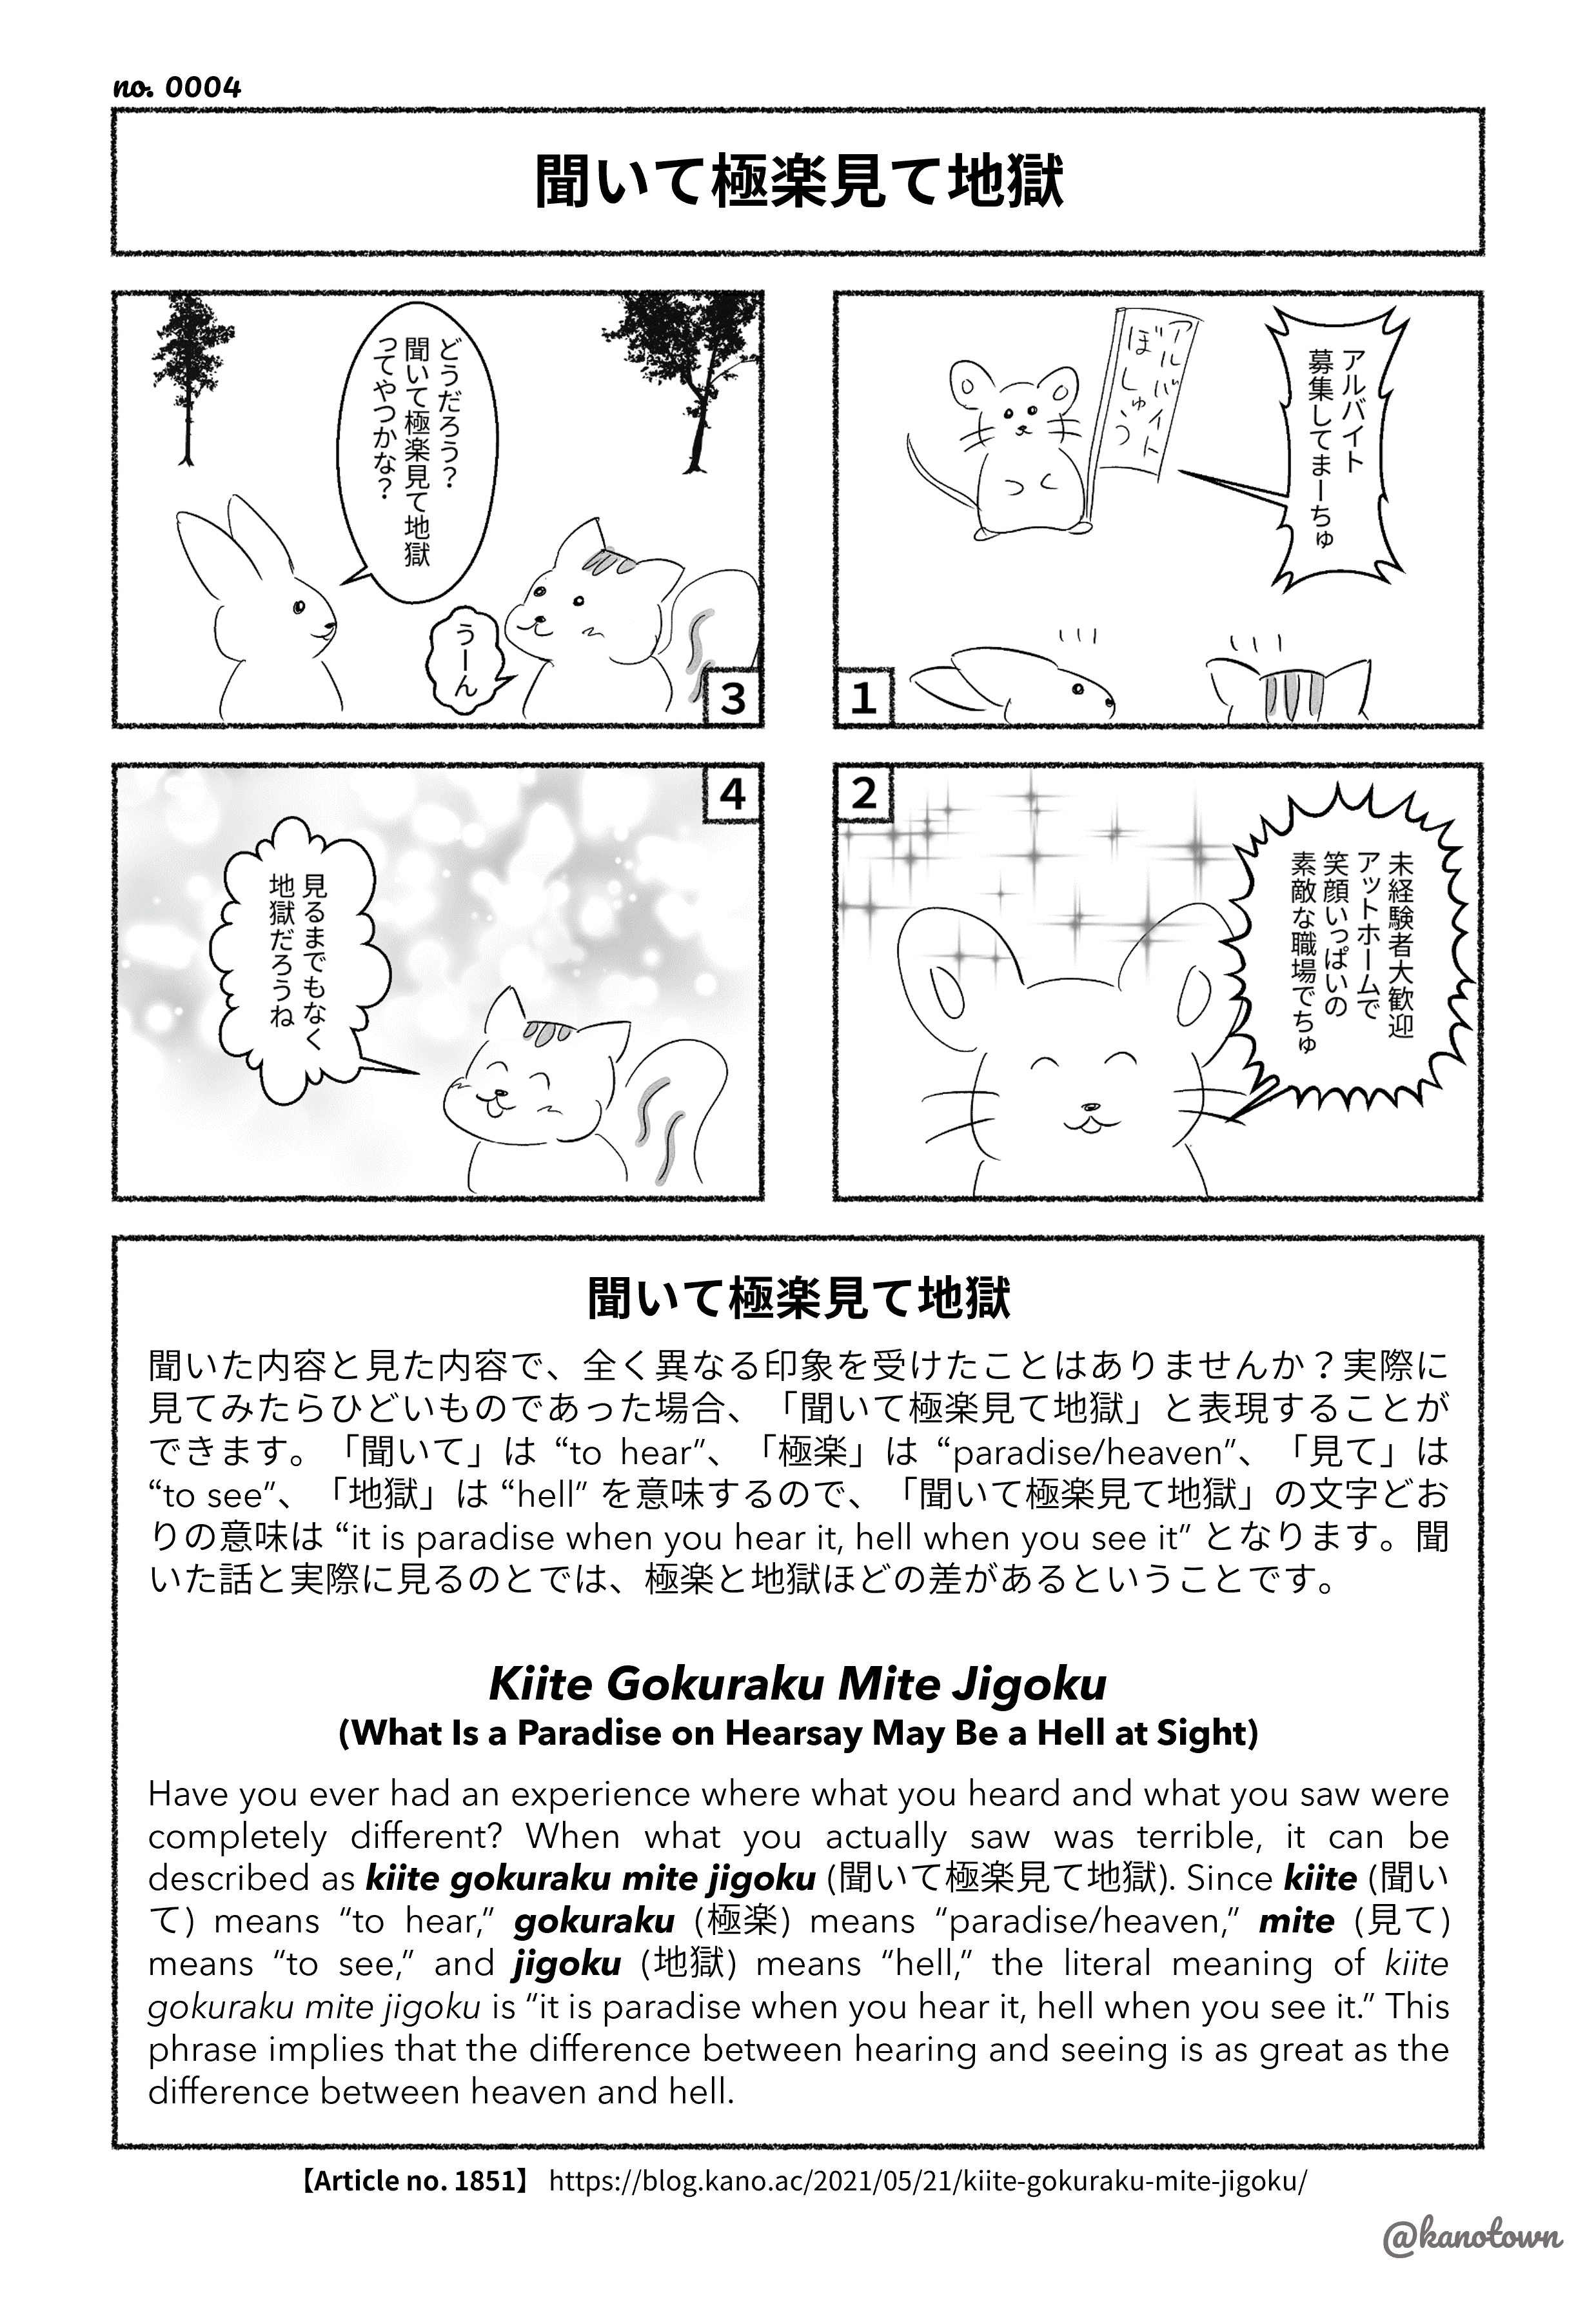 no. 0004
聞いて極楽見て地獄
アルバイト
ぼしゅう
アルバイト
募集してまーちゅ
1
2
未経験者大歓迎
アットホームで
笑顔いっぱいの
素敵な職場でちゅ
どうだろう？
聞いて極楽見て地獄
ってやつかな？
うーん
3
4
見るまでもなく
地獄だろうね
聞いて極楽見て地獄
聞いた内容と見た内容で、全く異なる印象を受けたことはありませんか？実際に
見てみたらひどいものであった場合、「聞いて極楽見て地獄」と表現することが
できます。「聞いて」は “to hear”、「極楽」は “paradise/heaven”、「見て」は
“to see”、「地獄」は “hell” を意味するので、「聞いて極楽見て地獄」の文字どお
りの意味は “it is paradise when you hear it, hell when you see it” となります。聞
いた話と実際に見るのとでは、極楽と地獄ほどの差があるということです。
Kiite Gokuraku Mite Jigoku
(What Is a Paradise on Hearsay May Be a Hell at Sight)
Have you ever had an experience where what you heard and what you saw were
completely different? When what you actually saw was terrible, it can be
described as kiite gokuraku mite jigoku (聞いて極楽見て地獄). Since kiite (聞い
て) means “to hear,” gokuraku (極楽) means “paradise/heaven,” mite (見て)
means “to see,” and jigoku (地獄) means “hell,” the literal meaning of kiite
gokuraku mite jigoku is “it is paradise when you hear it, hell when you see it.” This
phrase implies that the difference between hearing and seeing is as great as the
difference between heaven and hell.
【Article no. 1851】 https://blog.kano.ac/2021/05/21/kiite-gokuraku-mite-jigoku/
@kanotown